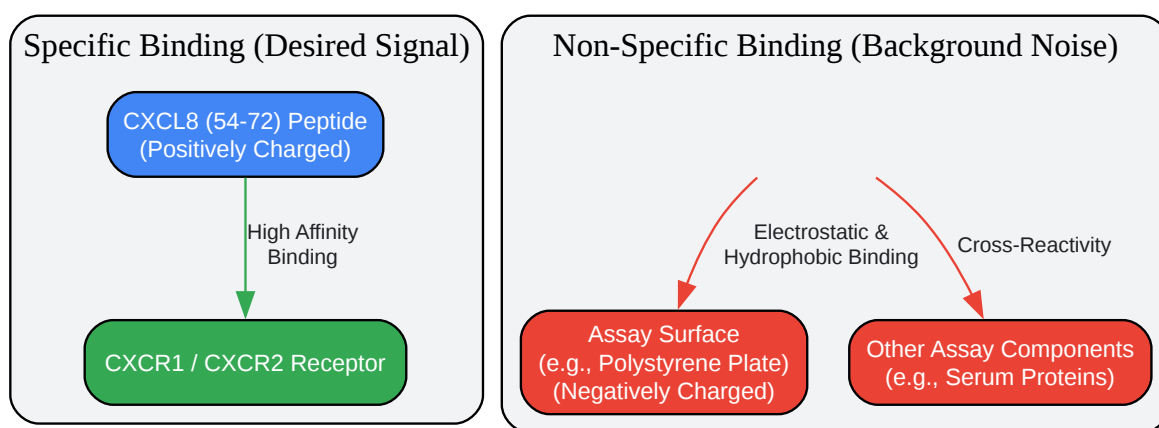 Specific Binding (Desired Signal)
CXCL8 (54-72) Peptide
(Positively Charged)
High Affinity
Binding
CXCR1 / CXCR2 Receptor
Non-Specific Binding (Background Noise)
Electrostatic &
Hydrophobic Binding
Cross-Reactivity
Assay Surface
(e.g., Polystyrene Plate)
(Negatively Charged)
Other Assay Components
(e.g., Serum Proteins)